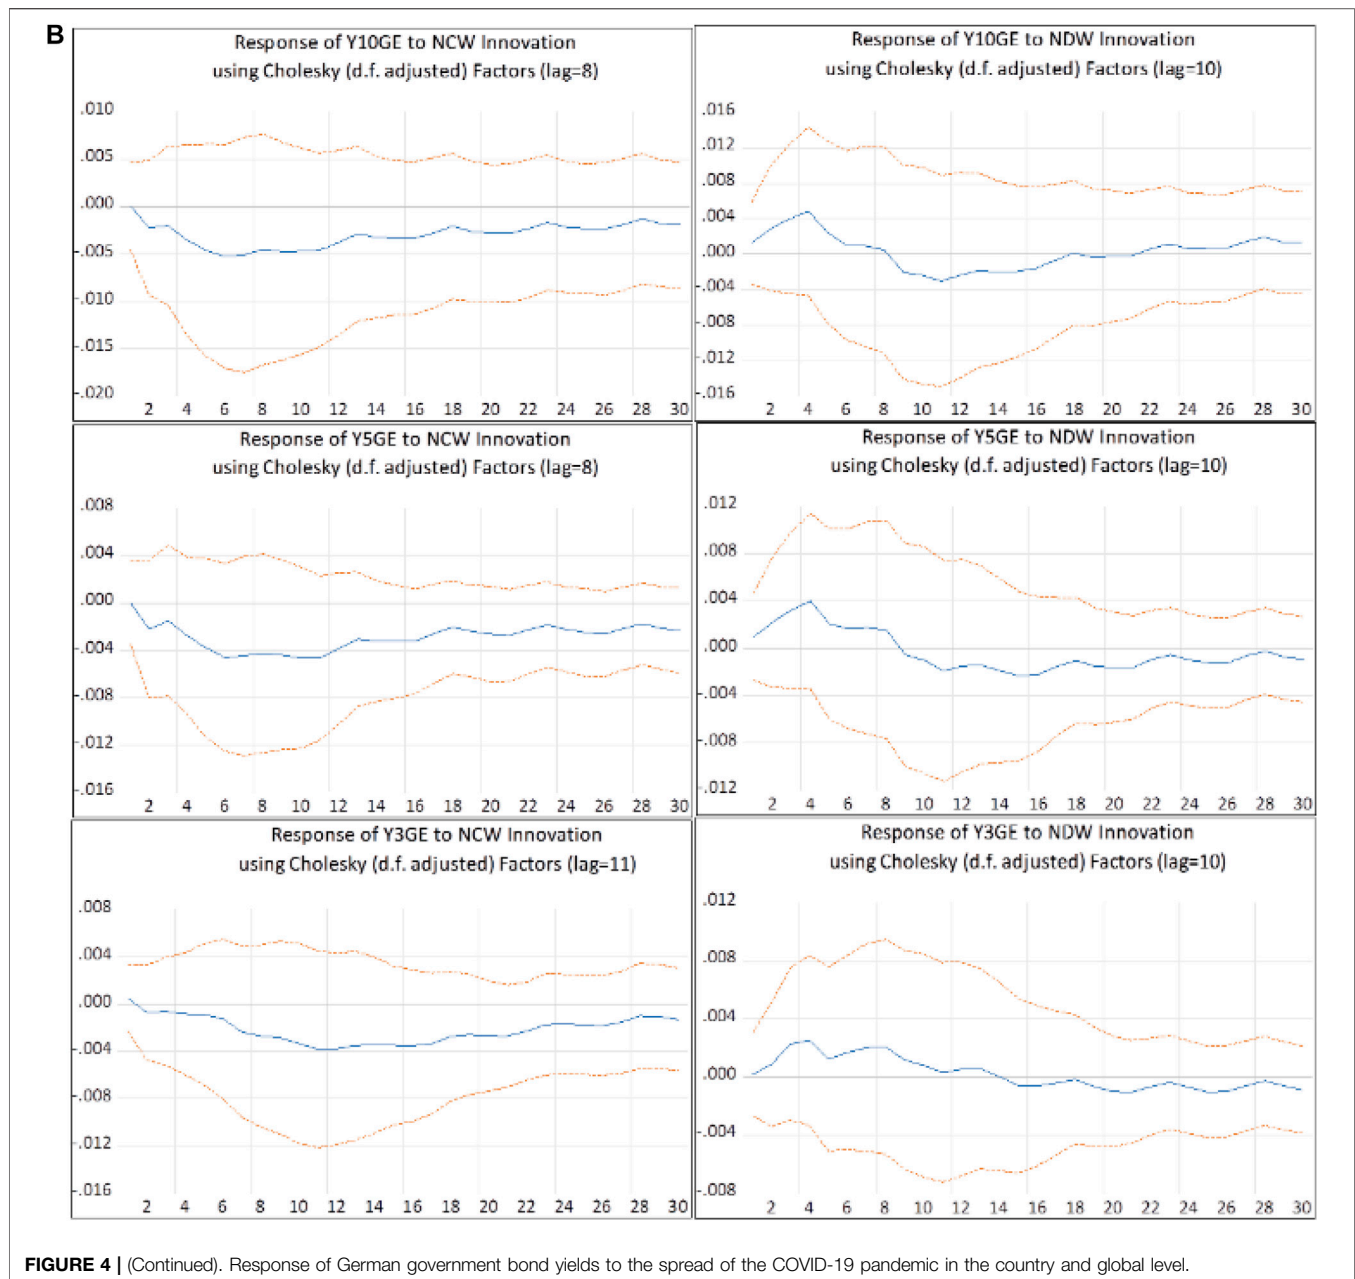 B
Response of Y10GE to NCW Innovation
using Cholesky (d.f. adjusted) Factors (lag=8)
.010
.005
.000
-.005
-.010
-.015
-.020
2 4 6 8 10 12 14 16 18 20 22 24 26 28 30
Response of Y10GE to NDW Innovation
using Cholesky (d.f. adjusted) Factors (lag=10)
.016
.012
.008
.004
.000
-.004
-.008
-.012
-.016
2 4 6 8 10 12 14 16 18 20 22 24 26 28 30
Response of Y5GE to NCW Innovation
using Cholesky (d.f. adjusted) Factors (lag=8)
.008
.004
.000
-.004
-.008
-.012
-.016
2 4 6 8 10 12 14 16 18 20 22 24 26 28 30
Response of Y5GE to NDW Innovation
using Cholesky (d.f. adjusted) Factors (lag=10)
.012
.008
.004
.000
-.004
-.008
-.012
2 4 6 8 10 12 14 16 18 20 22 24 26 28 30
Response of Y3GE to NCW Innovation
using Cholesky (d.f. adjusted) Factors (lag=11)
.008
.004
.000
-.004
-.008
-.012
-.016
2 4 6 8 10 12 14 16 18 20 22 24 26 28 30
Response of Y3GE to NDW Innovation
using Cholesky (d.f. adjusted) Factors (lag=10)
.012
.008
.004
.000
-.004
-.008
2 4 6 8 10 12 14 16 18 20 22 24 26 28 30
FIGURE 4 | (Continued). Response of German government bond yields to the spread of the COVID-19 pandemic in the country and global level.